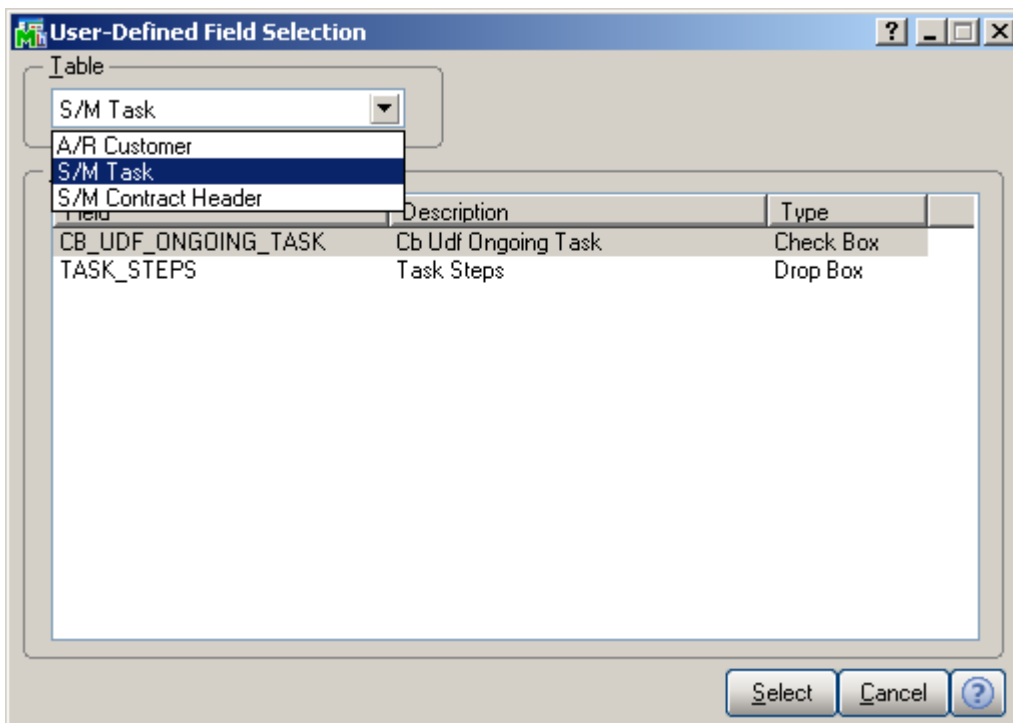 User-Defined Field Selection
Table
S/M Task
A/R Customer
S/M Task
S/M Contract Header
Field Description Type
CB_UDF_ONGOING_TASK Cb Udf Ongoing Task Check Box
TASK_STEPS Task Steps Drop Box
Select Cancel ?